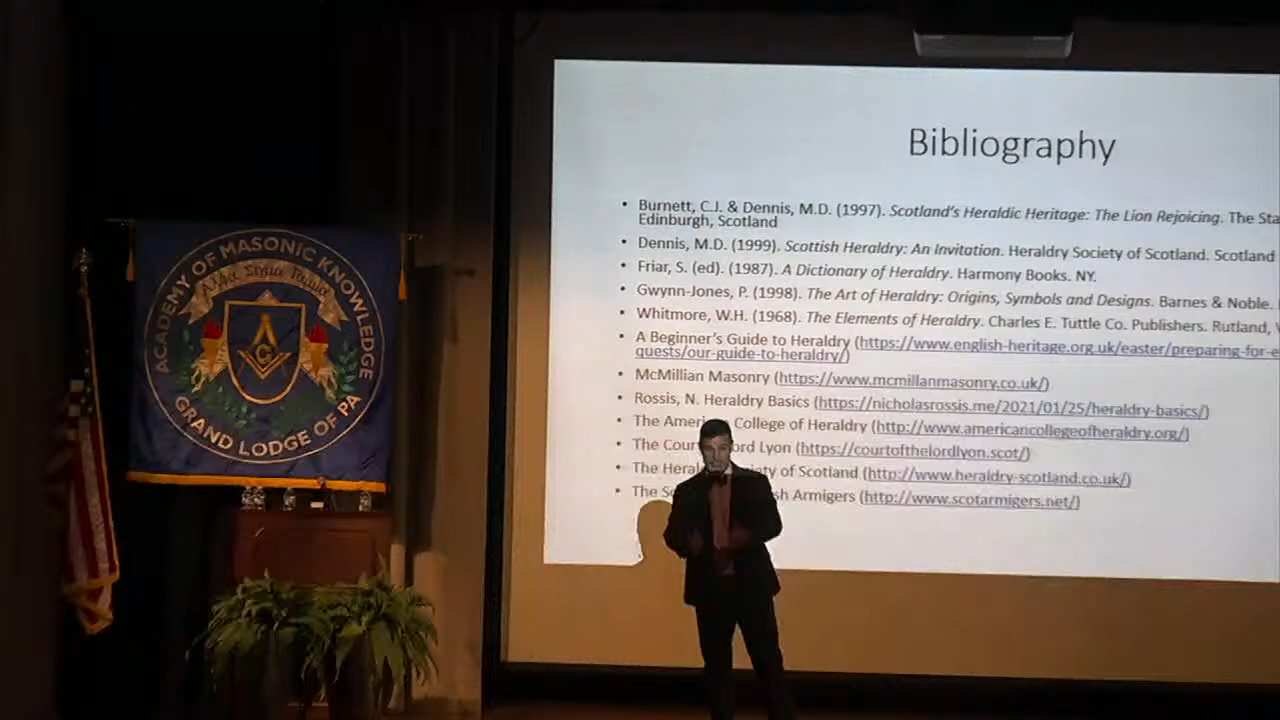 ACADEMY OF MASONIC KNOWLEDGE
GRAND LODGE OF PA
G
Bibliography
• Burnett, C.J. & Dennis, M.D. (1997). Scotland's Heraldic Heritage: The Lion Rejoicing. The
Edinburgh, Scotland
• Dennis, M.D. (1999). Scottish Heraldry: An Invitation. Heraldry Society of Scotland. Scotland
• Friar, S. (ed). (1987). A Dictionary of Heraldry. Harmony Books. NY.
• Gwynn-Jones, P. (1998). The Art of Heraldry: Origins, Symbols and Designs. Barnes & Noble.
• Whitmore, W.H. (1968). The Elements of Heraldry. Charles E. Tuttle Co. Publishers. Rutland,
• A Beginner's Guide to Heraldry (https://www.english-heritage.org.uk/easter/preparing-for-e
quests/our-guide-to-heraldry/)
• McMillian Masonry (https://www.mcmillanmasonry.co.uk/)
• Rossis, N. Heraldry Basics (https://nicholasrossis.me/2021/01/25/heraldry-basics/)
• The Ameri College of Heraldry (http://www.americancollegeofheraldry.org/)
• The Cour ord Lyon (https://courtofthelordlyon.scot/)
• The Heral iety of Scotland (http://www.heraldry-scotland.co.uk/)
• The So sh Armigers (http://www.scotarmigers.net/)